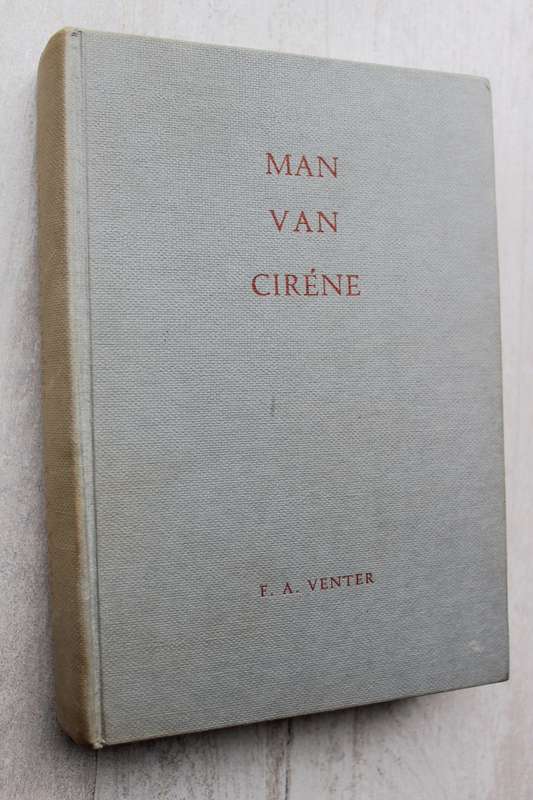 MAN
VAN
CIRÉNE
F. A. VENTER